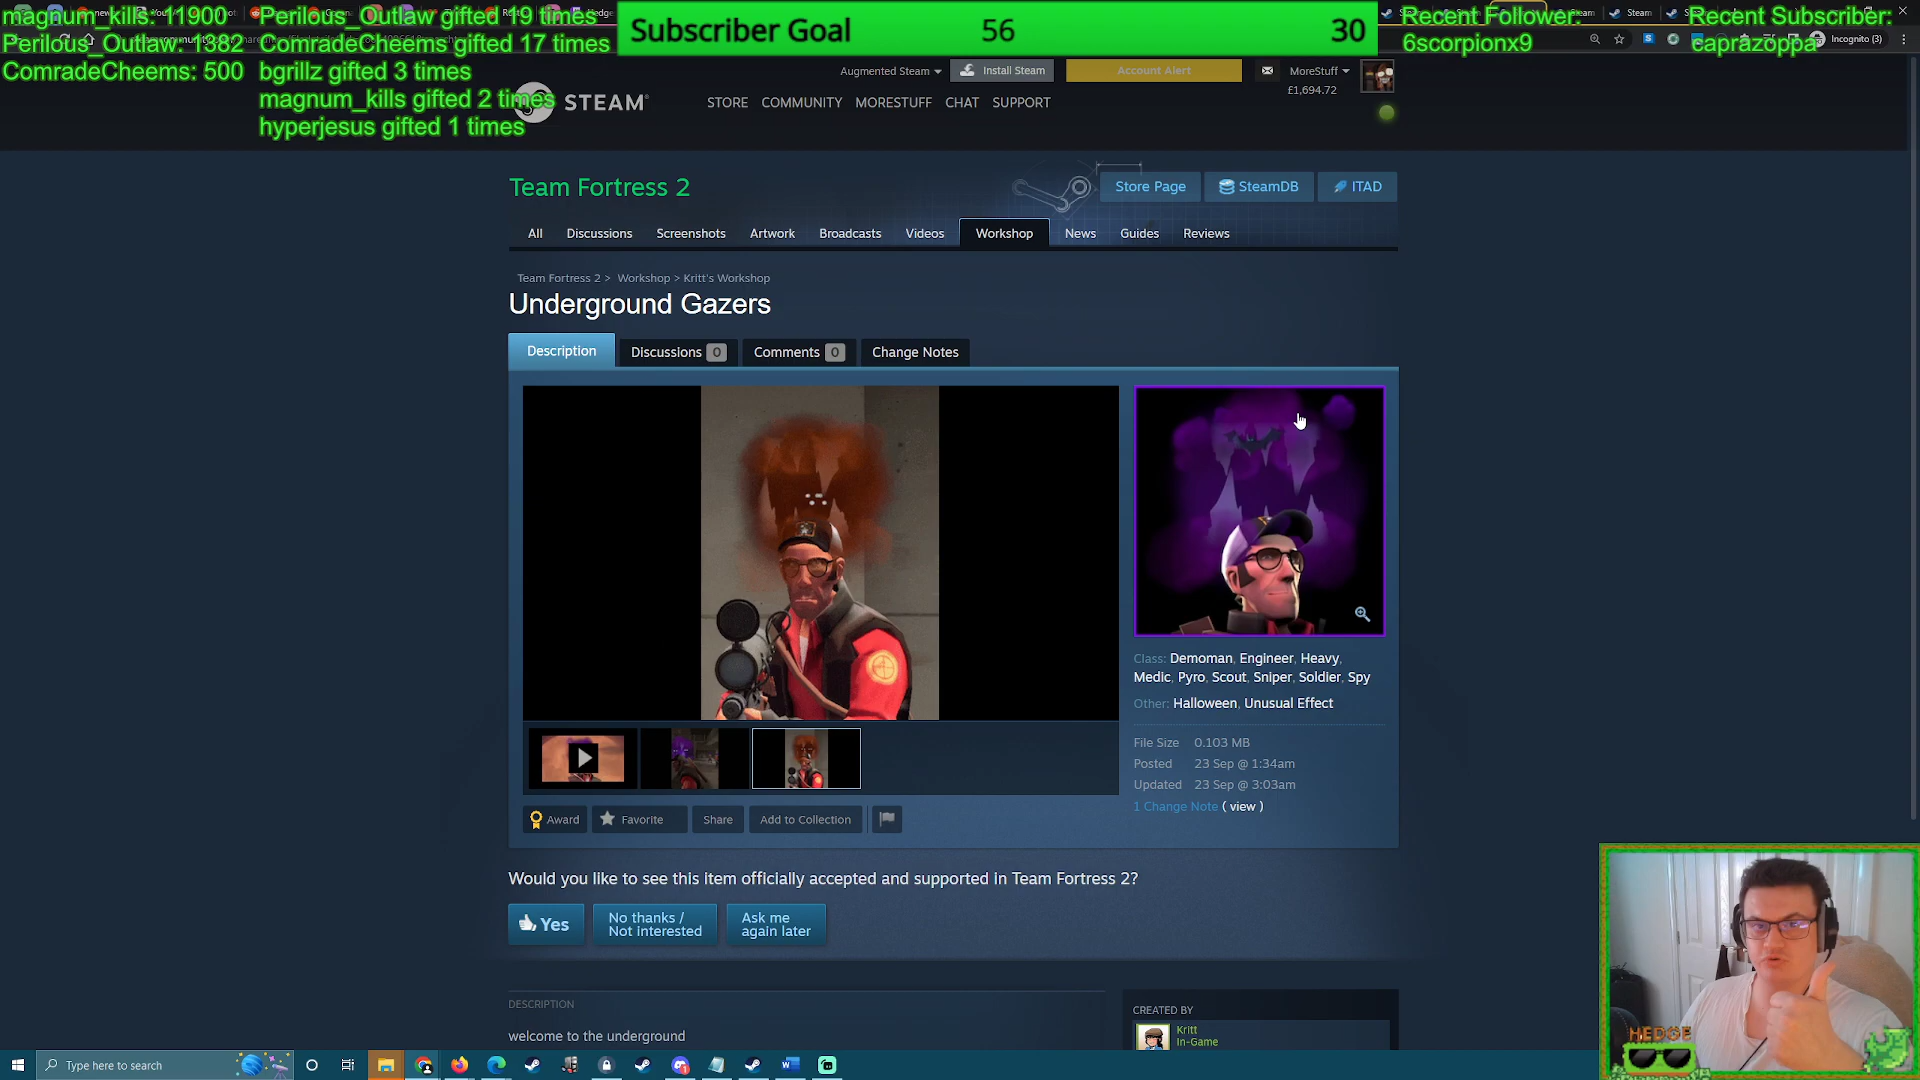 magnum_kills: 11900
Perilous_Outlaw: 1382
ComradeCheems: 500
Perilous_Outlaw gifted 19 times
ComradeCheems gifted 17 times
bgrillz gifted 3 times
magnum_kills gifted 2 times
hyperjesus gifted 1 times
Subscriber Goal 56 30
Recent Follower:
6scorpionx9
Recent Subscriber:
caprazoppa
Incognito (3)
Augmented Steam
Install Steam
Account Alert
MoreStuff
£1,694.72
STEAM
STORE COMMUNITY MORESTUFF CHAT SUPPORT
Team Fortress 2
Store Page SteamDB ITAD
All Discussions Screenshots Artwork Broadcasts Videos Workshop News Guides Reviews
Team Fortress 2 > Workshop > Kritt's Workshop
Underground Gazers
Description Discussions 0 Comments 0 Change Notes
Class: Demoman, Engineer, Heavy,
Medic, Pyro, Scout, Sniper, Soldier, Spy
Other: Halloween, Unusual Effect
File Size 0.103 MB
Posted 23 Sep @ 1:34am
Updated 23 Sep @ 3:03am
1 Change Note ( view )
Award Favorite Share Add to Collection
Would you like to see this item officially accepted and supported in Team Fortress 2?
Yes
No thanks /
Not interested
Ask me
again later
DESCRIPTION
welcome to the underground
CREATED BY
Kritt
In-Game
HEDGE
Type here to search